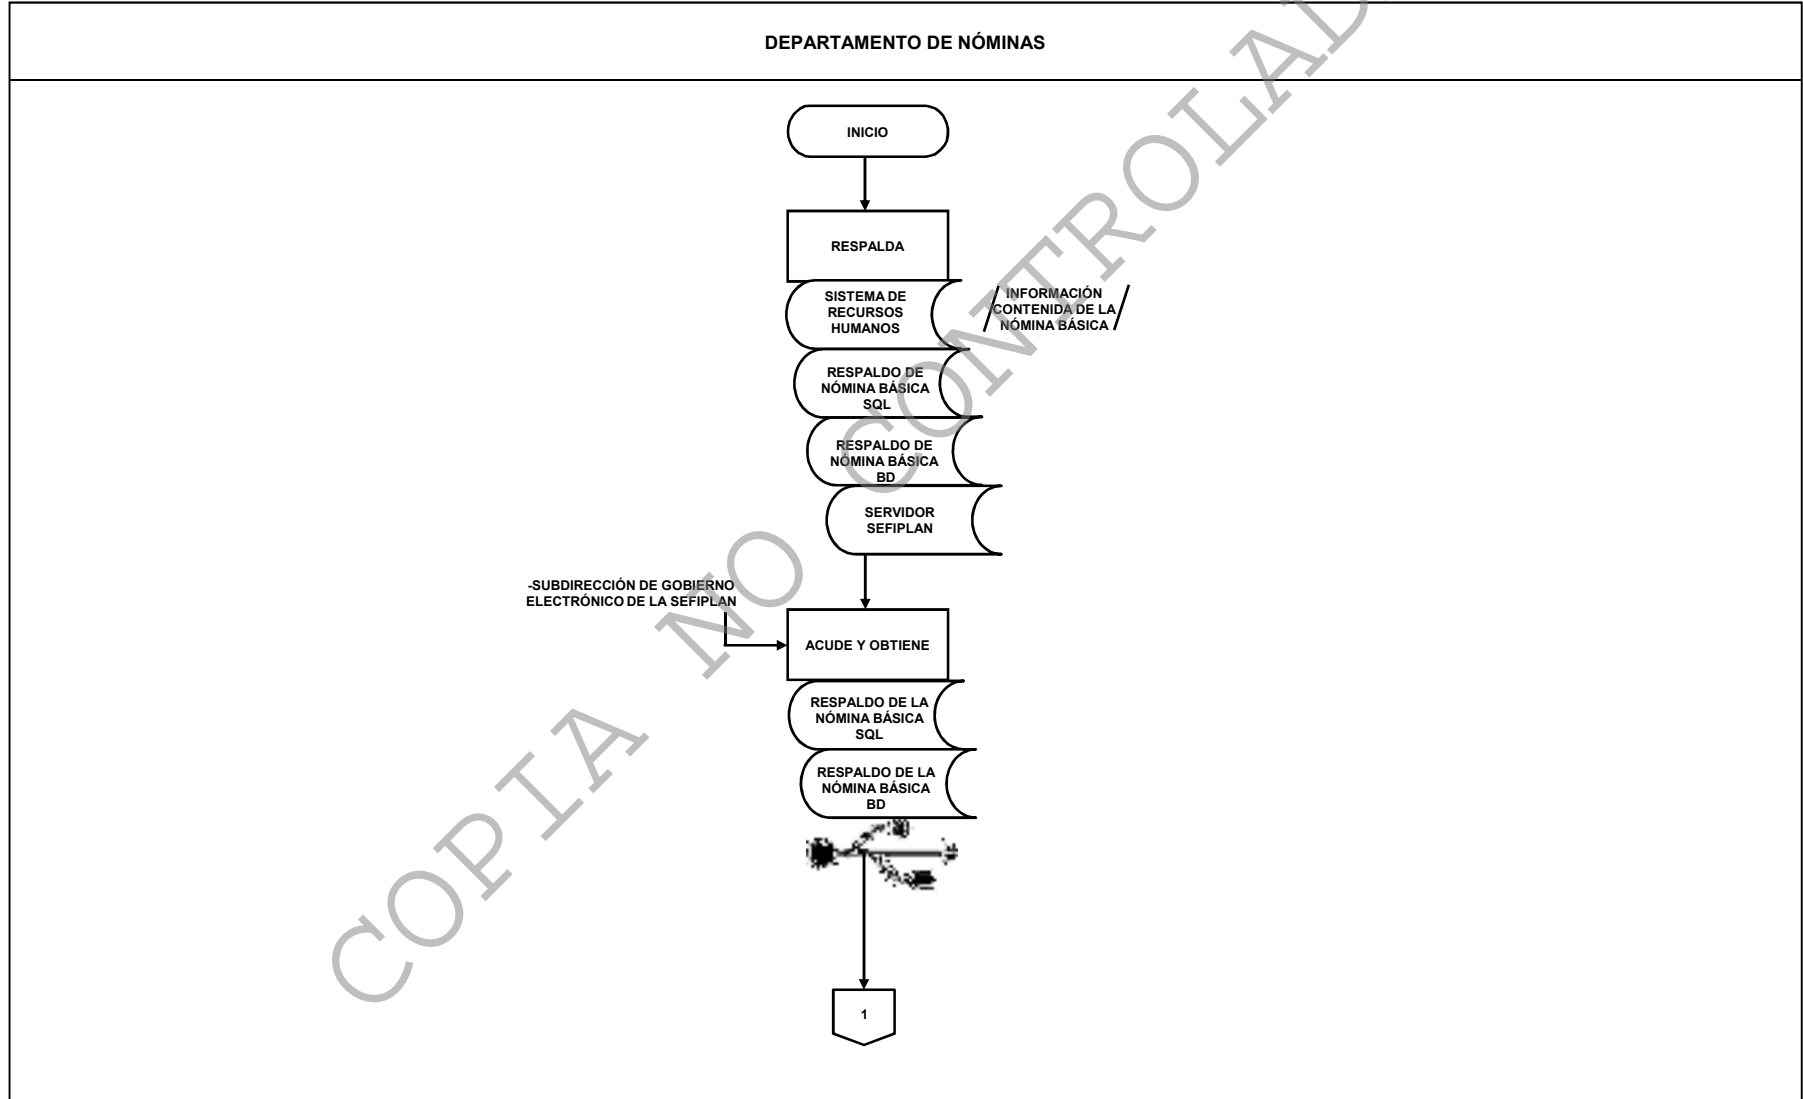 DEPARTAMENTO DE NÓMINAS
INICIO
RESPALDA
SISTEMA DE
RECURSOS
HUMANOS
/INFORMACIÓN
CONTENIDA DE LA
NÓMINA BÁSICA/
RESPALDO DE
NÓMINA BÁSICA
SQL
RESPALDO DE
NÓMINA BÁSICA
BD
SERVIDOR
SEFIPLAN
-SUBDIRECCIÓN DE GOBIERNO
ELECTRÓNICO DE LA SEFIPLAN
ACUDE Y OBTIENE
RESPALDO DE LA
NÓMINA BÁSICA
SQL
RESPALDO DE LA
NÓMINA BÁSICA
BD
1
COPIA NO CONTROLAD